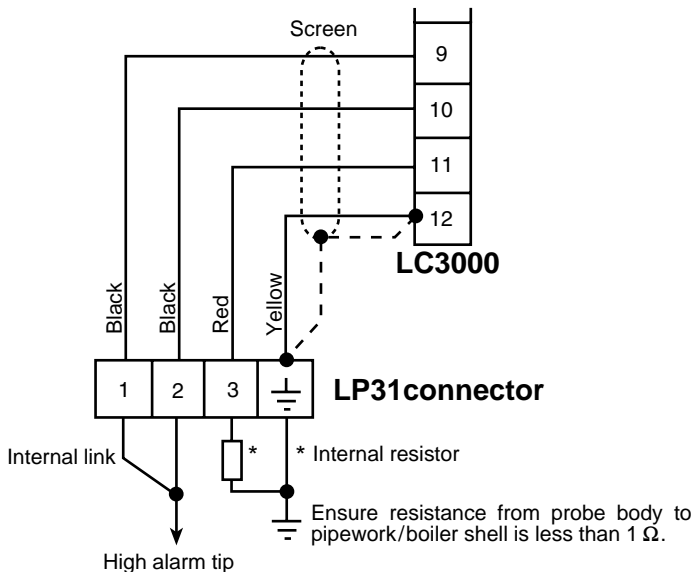 Screen
9
10
11
12
LC3000
Black
Black
Red
Yellow
1
2
3
LP31connector
Internal link
*
* Internal resistor
Ensure resistance from probe body to
pipework/boiler shell is less than 1 Ω.
High alarm tip